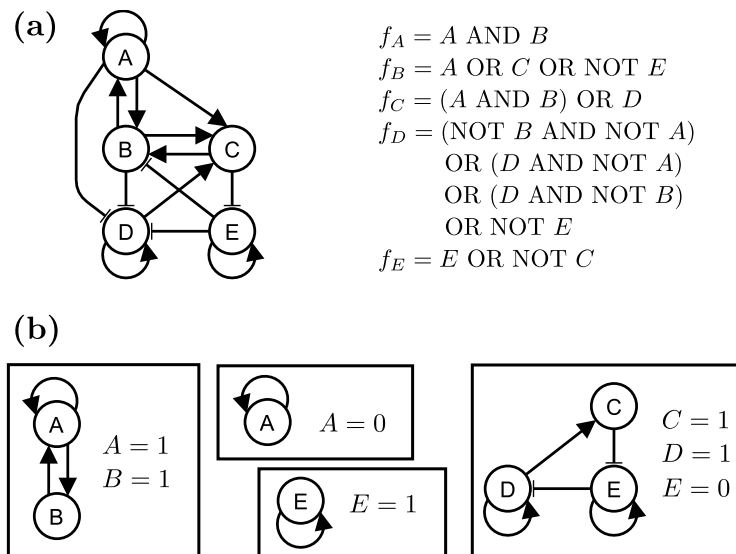 (a)
A
B
C
D
E
f_A = A AND B
f_B = A OR C OR NOT E
f_C = (A AND B) OR D
f_D = (NOT B AND NOT A)
OR (D AND NOT A)
OR (D AND NOT B)
OR NOT E
f_E = E OR NOT C
(b)
A
B
A = 1
B = 1
A
A = 0
E
E = 1
C
D
E
C = 1
D = 1
E = 0